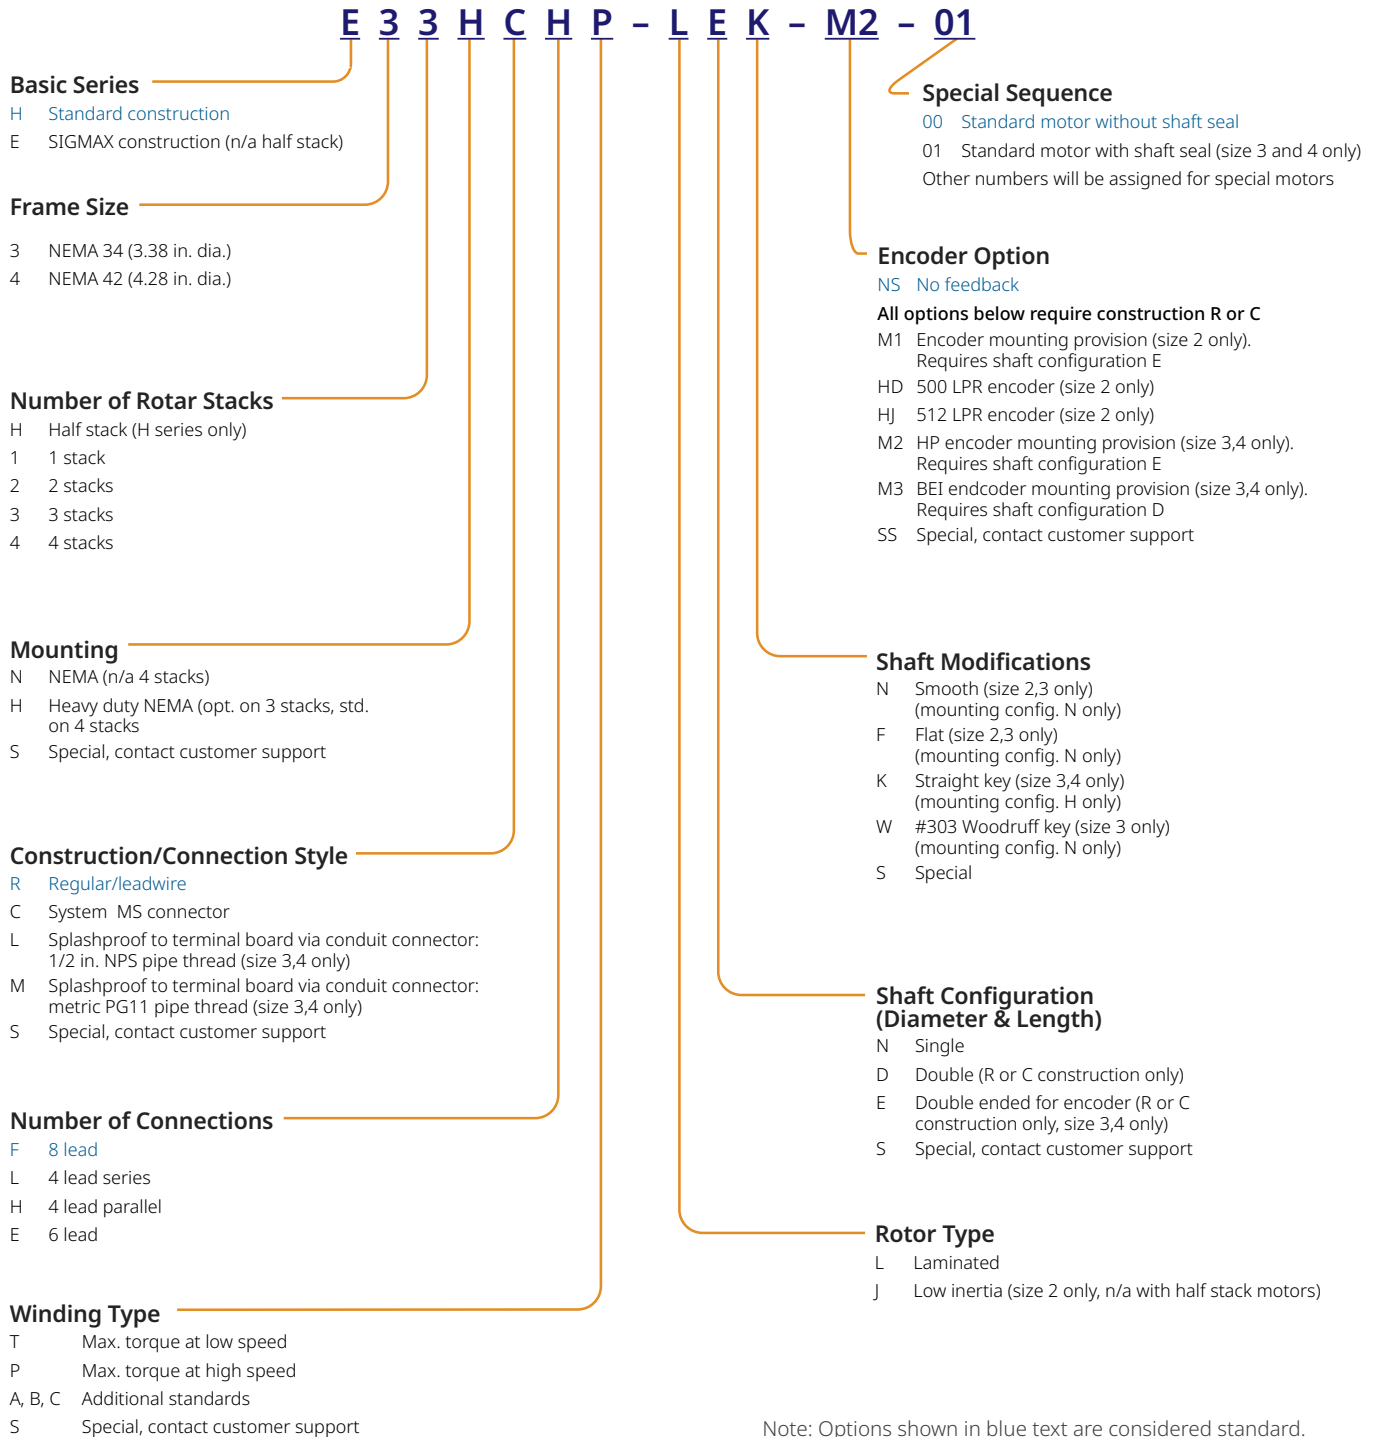 E 3 3 H C H P – L E K – M2 – 01
Basic Series
H Standard construction
E SIGMAX construction (n/a half stack)
Frame Size
3 NEMA 34 (3.38 in. dia.)
4 NEMA 42 (4.28 in. dia.)
Number of Rotar Stacks
H Half stack (H series only)
1 1 stack
2 2 stacks
3 3 stacks
4 4 stacks
Mounting
N NEMA (n/a 4 stacks)
H Heavy duty NEMA (opt. on 3 stacks, std.
on 4 stacks
S Special, contact customer support
Construction/Connection Style
R Regular/leadwire
C System MS connector
L Splashproof to terminal board via conduit connector:
1/2 in. NPS pipe thread (size 3,4 only)
M Splashproof to terminal board via conduit connector:
metric PG11 pipe thread (size 3,4 only)
S Special, contact customer support
Number of Connections
F 8 lead
L 4 lead series
H 4 lead parallel
E 6 lead
Winding Type
T Max. torque at low speed
P Max. torque at high speed
A, B, C Additional standards
S Special, contact customer support
Special Sequence
00 Standard motor without shaft seal
01 Standard motor with shaft seal (size 3 and 4 only)
Other numbers will be assigned for special motors
Encoder Option
NS No feedback
All options below require construction R or C
M1 Encoder mounting provision (size 2 only).
Requires shaft configuration E
HD 500 LPR encoder (size 2 only)
HJ 512 LPR encoder (size 2 only)
M2 HP encoder mounting provision (size 3,4 only).
Requires shaft configuration E
M3 BEI endcoder mounting provision (size 3,4 only).
Requires shaft configuration D
SS Special, contact customer support
Shaft Modifications
N Smooth (size 2,3 only)
(mounting config. N only)
F Flat (size 2,3 only)
(mounting config. N only)
K Straight key (size 3,4 only)
(mounting config. H only)
W #303 Woodruff key (size 3 only)
(mounting config. N only)
S Special
Shaft Configuration
(Diameter & Length)
N Single
D Double (R or C construction only)
E Double ended for encoder (R or C
construction only, size 3,4 only)
S Special, contact customer support
Rotor Type
L Laminated
J Low inertia (size 2 only, n/a with half stack motors)
Note: Options shown in blue text are considered standard.